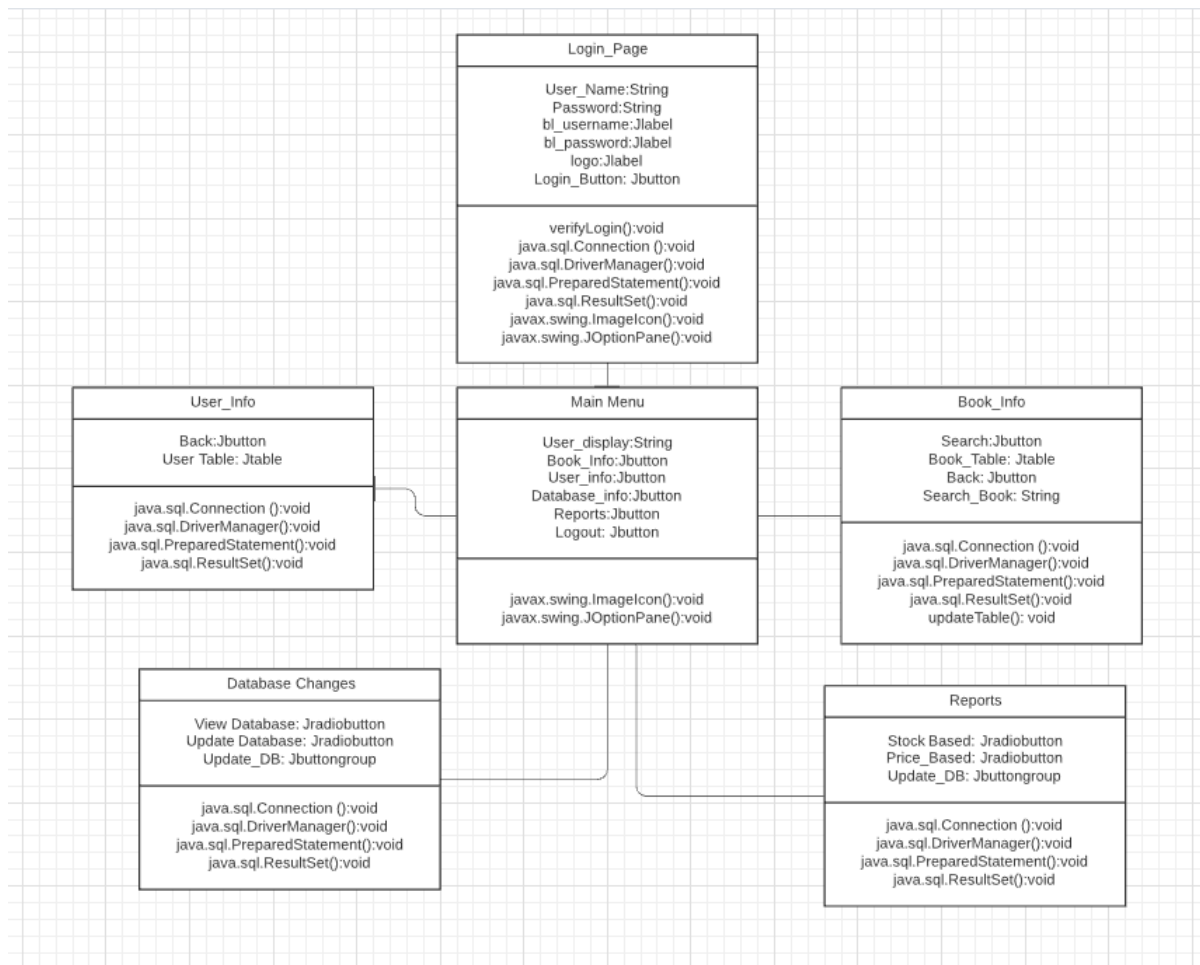 Login_Page
User_Name:String
Password:String
bl_username:Jlabel
bl_password:Jlabel
logo:Jlabel
Login_Button: Jbutton
verifyLogin():void
java.sql.Connection ():void
java.sql.DriverManager():void
java.sql.PreparedStatement():void
java.sql.ResultSet():void
javax.swing.ImageIcon():void
javax.swing.JOptionPane():void
User_Info
Back:Jbutton
User Table: Jtable
java.sql.Connection ():void
java.sql.DriverManager():void
java.sql.PreparedStatement():void
java.sql.ResultSet():void
Main Menu
User_display:String
Book_Info:Jbutton
User_info:Jbutton
Database_info:Jbutton
Reports:Jbutton
Logout: Jbutton
javax.swing.ImageIcon():void
javax.swing.JOptionPane():void
Book_Info
Search:Jbutton
Book_Table: Jtable
Back: Jbutton
Search_Book: String
java.sql.Connection ():void
java.sql.DriverManager():void
java.sql.PreparedStatement():void
java.sql.ResultSet():void
updateTable(): void
Database Changes
View Database: Jradiobutton
Update Database: Jradiobutton
Update_DB: Jbuttongroup
java.sql.Connection ():void
java.sql.DriverManager():void
java.sql.PreparedStatement():void
java.sql.ResultSet():void
Reports
Stock Based: Jradiobutton
Price_Based: Jradiobutton
Update_DB: Jbuttongroup
java.sql.Connection ():void
java.sql.DriverManager():void
java.sql.PreparedStatement():void
java.sql.ResultSet():void